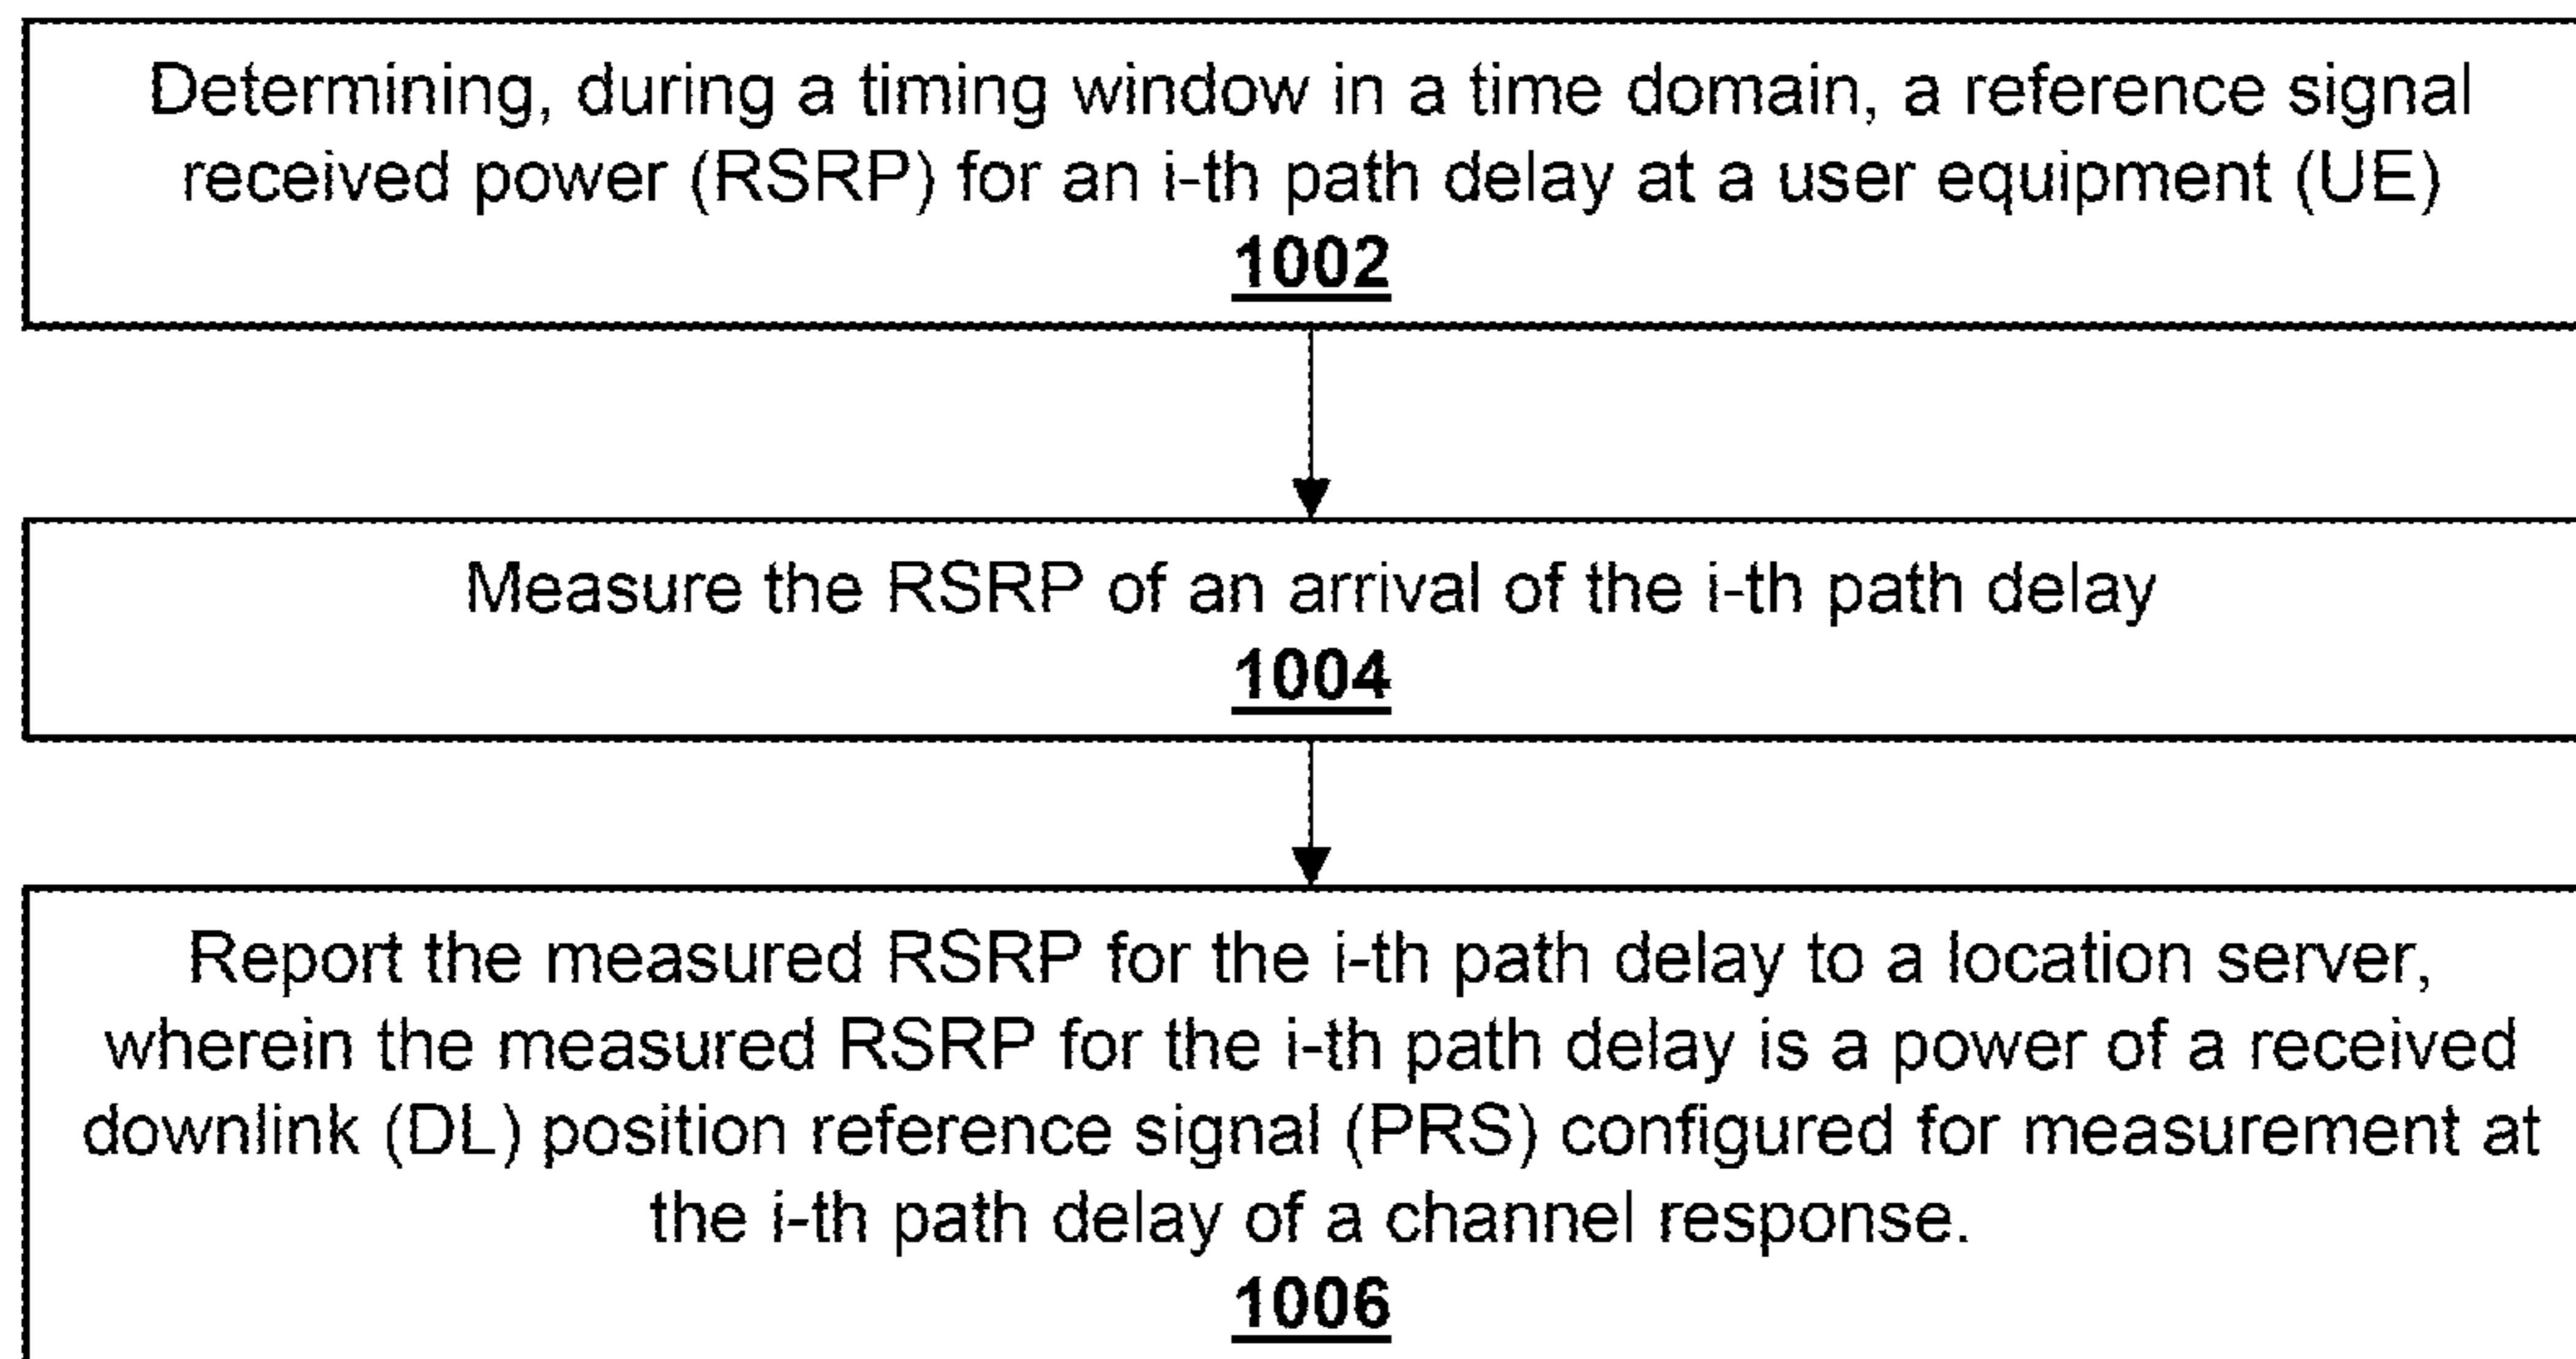 Determining, during a timing window in a time domain, a reference signal
received power (RSRP) for an i-th path delay at a user equipment (UE)
1002
Measure the RSRP of an arrival of the i-th path delay
1004
Report the measured RSRP for the i-th path delay to a location server,
wherein the measured RSRP for the i-th path delay is a power of a received
downlink (DL) position reference signal (PRS) configured for measurement at
the i-th path delay of a channel response.
1006